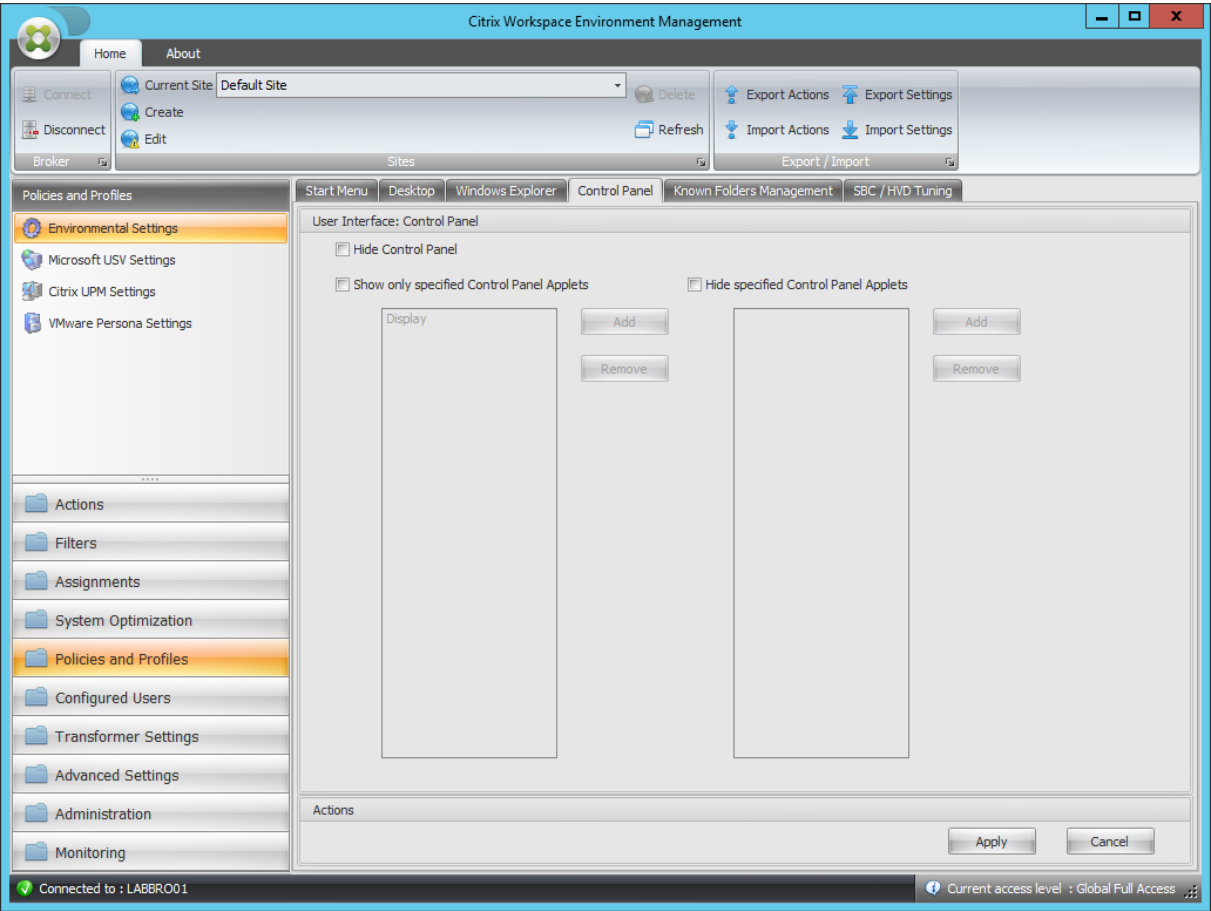 Citrix Workspace Environment Management
Home About
Connect
Disconnect
Broker
Current Site Default Site
Create
Edit
Delete
Refresh
Sites
Export Actions Export Settings
Import Actions Import Settings
Export / Import
Policies and Profiles
Environmental Settings
Microsoft USV Settings
Citrix UPM Settings
VMware Persona Settings
Actions
Filters
Assignments
System Optimization
Policies and Profiles
Configured Users
Transformer Settings
Advanced Settings
Administration
Monitoring
Start Menu Desktop Windows Explorer Control Panel Known Folders Management SBC / HVD Tuning
User Interface: Control Panel
Hide Control Panel
Show only specified Control Panel Applets Hide specified Control Panel Applets
Display Add Add
Remove Remove
Actions
Apply Cancel
Connected to : LABBRO01 Current access level : Global Full Access